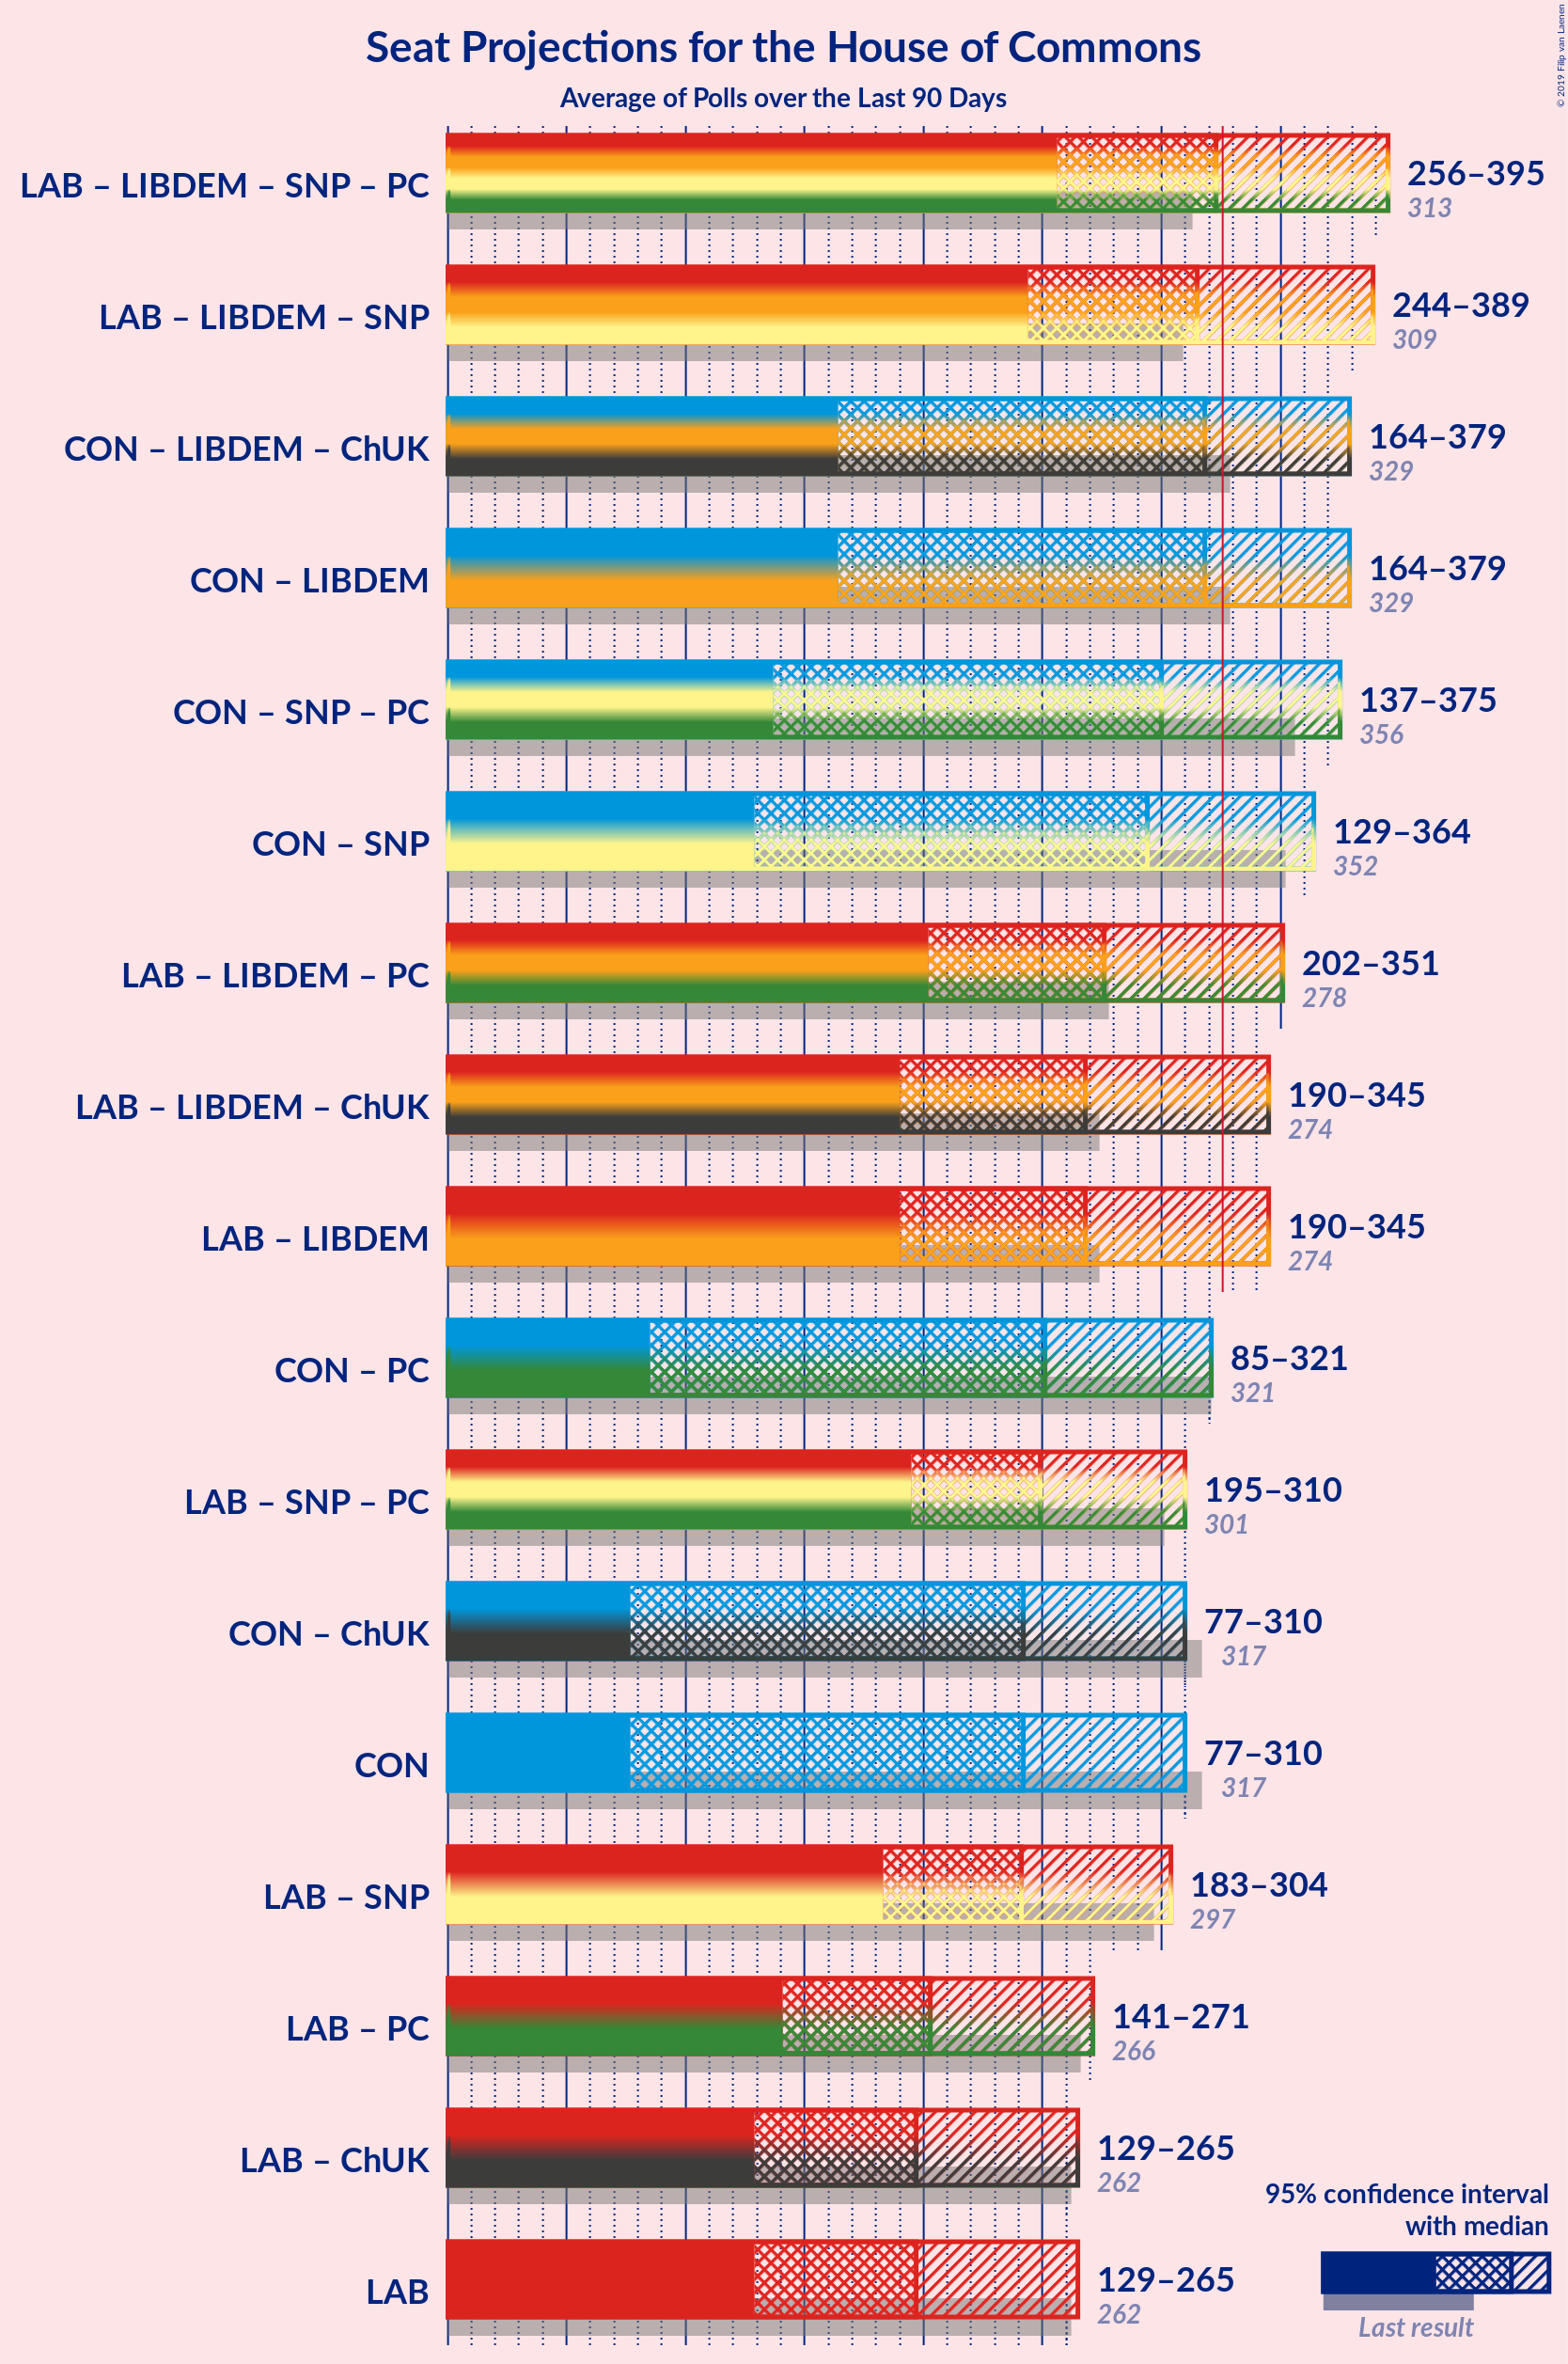 © 2019 Filip van Laenen
Seat Projections for the House of Commons
Average of Polls over the Last 90 Days
LAB – LIBDEM – SNP – PC
256–395
313
LAB – LIBDEM – SNP
244–389
309
CON – LIBDEM – ChUK
164–379
329
CON – LIBDEM
164–379
329
CON – SNP – PC
137–375
356
CON – SNP
129–364
352
LAB – LIBDEM – PC
202–351
278
LAB – LIBDEM – ChUK
190–345
274
LAB – LIBDEM
190–345
274
CON – PC
85–321
321
LAB – SNP – PC
195–310
301
CON – ChUK
77–310
317
CON
77–310
317
LAB – SNP
183–304
297
LAB – PC
141–271
266
LAB – ChUK
129–265
262
LAB
129–265
262
95% confidence interval
with median
Last result